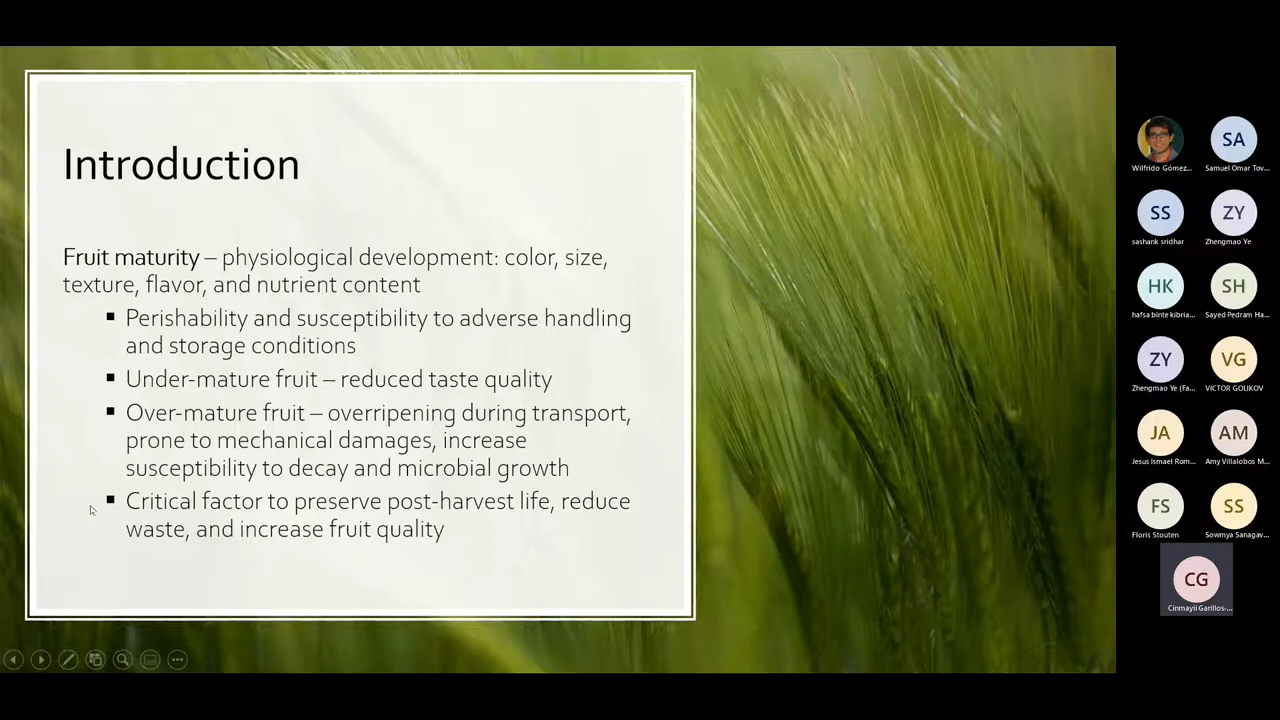 Introduction
Fruit maturity – physiological development: color, size,
texture, flavor, and nutrient content
▪ Perishability and susceptibility to adverse handling
and storage conditions
▪ Under-mature fruit – reduced taste quality
▪ Over-mature fruit – overripening during transport,
prone to mechanical damages, increase
susceptibility to decay and microbial growth
▪ Critical factor to preserve post-harvest life, reduce
waste, and increase fruit quality
Wilfrido Gómez...
SA
Samuel Omar Tov...
SS
sashank sridhar
ZY
Zhengmao Ye
HK
hafsa binte kibria...
SH
Sayed Pedram Ha...
ZY
Zhengmao Ye (Fa...
VG
VICTOR GOLIKOV
JA
Jesus Ismael Rom...
AM
Amy Villalobos M...
FS
Floris Stouten
SS
Sowmya Sanagav...
CG
Cinmayii Garillos-...